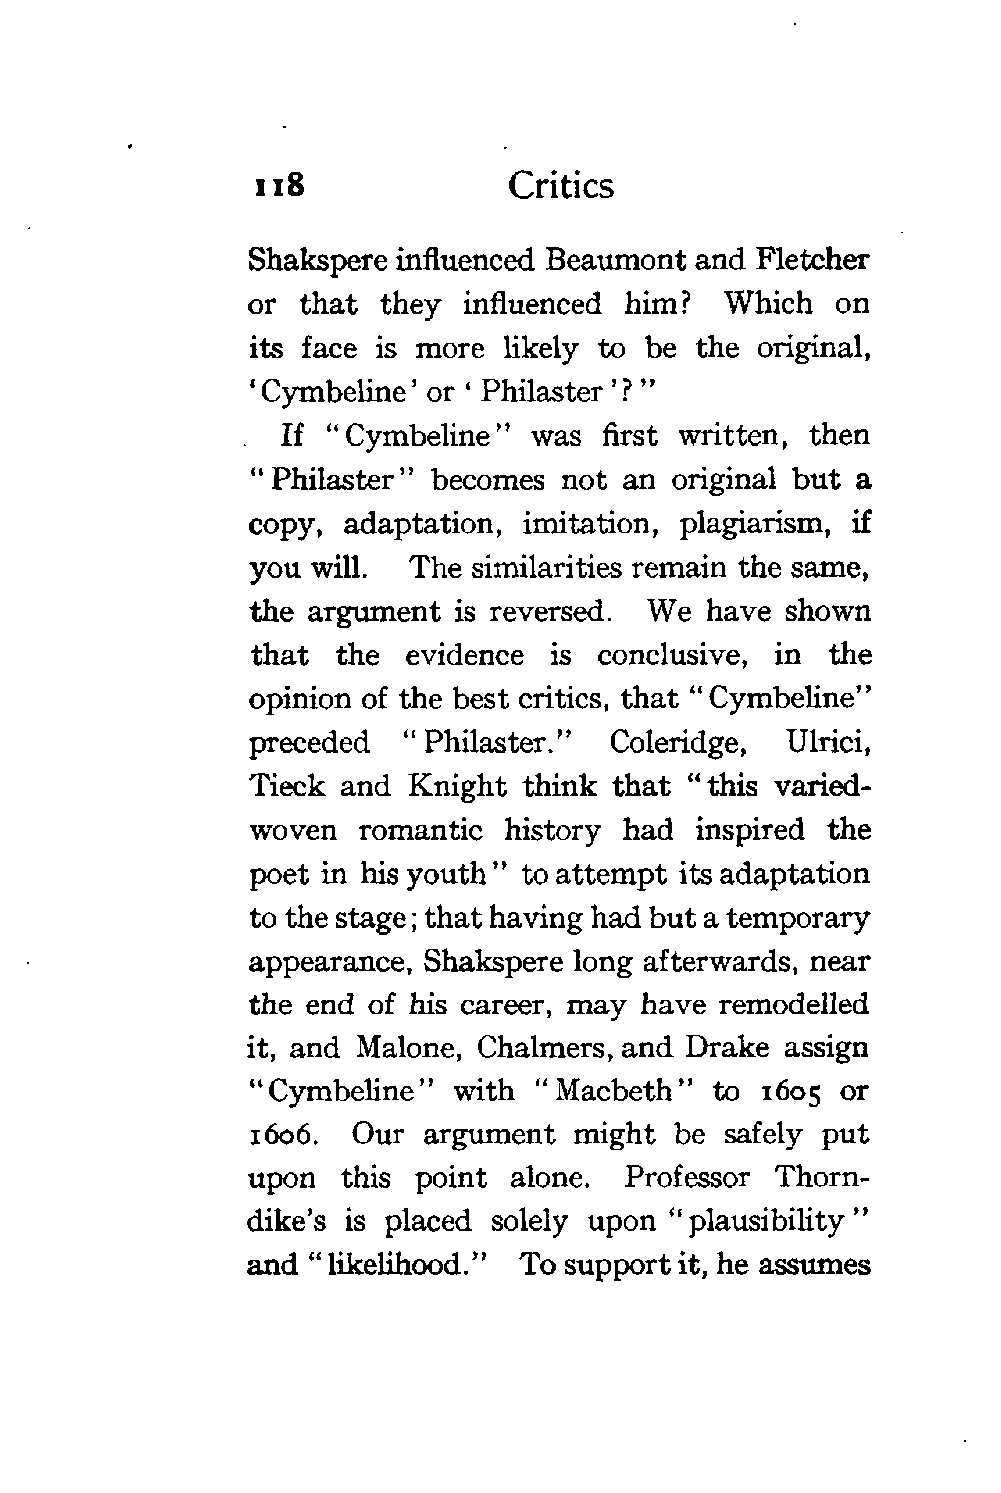 118 Critics
Shakspere influenced Beaumont and Fletcher
or that they influenced him? Which on
its face is more likely to be the original,
‘Cymbeline’ or ‘Philaster’?”
If “Cymbeline” was first written, then
“Philaster” becomes not an original but a
copy, adaptation, imitation, plagiarism, if
you will. The similarities remain the same,
the argument is reversed. We have shown
that the evidence is conclusive, in the
opinion of the best critics, that “Cymbeline”
preceded “Philaster.” Coleridge, Ulrici,
Tieck and Knight think that “this varied-
woven romantic history had inspired the
poet in his youth” to attempt its adaptation
to the stage; that having had but a temporary
appearance, Shakspere long afterwards, near
the end of his career, may have remodelled
it, and Malone, Chalmers, and Drake assign
“Cymbeline” with “Macbeth” to 1605 or
1606. Our argument might be safely put
upon this point alone. Professor Thorn-
dike’s is placed solely upon “plausibility”
and “likelihood.” To support it, he assumes